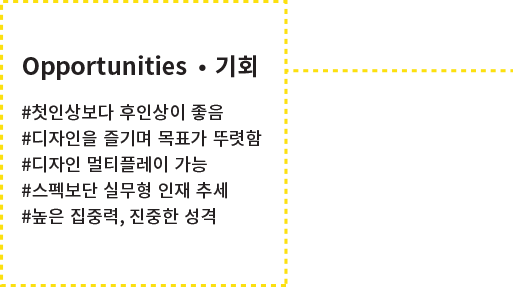 Opportunities • 기회
#첫인상보다 후인상이 좋음
#디자인을 즐기며 목표가 뚜렷함
#디자인 멀티플레이 가능
#스펙보단 실무형 인재 추세
#높은 집중력, 진중한 성격